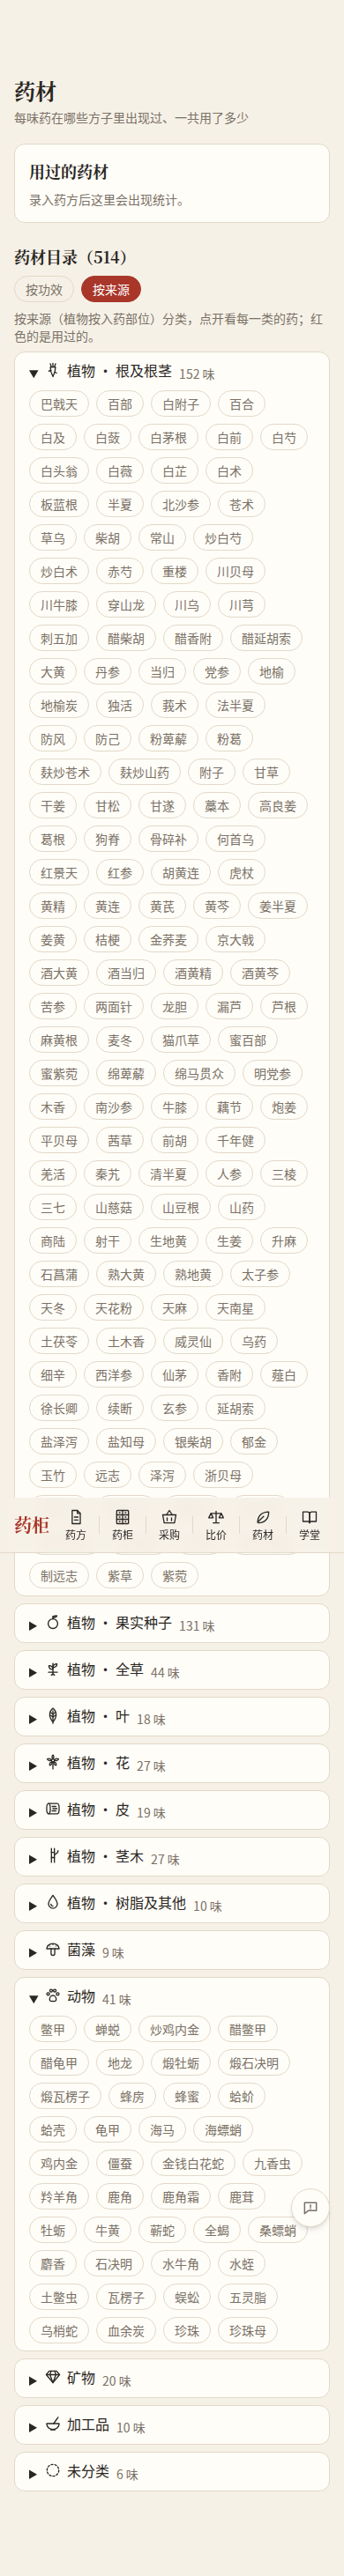 药材
每味药在哪些方子里出现过、一共用了多少
用过的药材
录入药方后这里会出现统计。
药材目录（514）
按功效 按来源
按来源（植物按入药部位）分类，点开看每一类的药；红
色的是用过的。
植物 · 根及根茎 152 味
巴戟天 百部 白附子 百合
白及 白蔹 白茅根 白前 白芍
白头翁 白薇 白芷 白术
板蓝根 半夏 北沙参 苍术
草乌 柴胡 常山 炒白芍
炒白术 赤芍 重楼 川贝母
川牛膝 穿山龙 川乌 川芎
刺五加 醋柴胡 醋香附 醋延胡索
大黄 丹参 当归 党参 地榆
地榆炭 独活 莪术 法半夏
防风 防己 粉萆薢 粉葛
麸炒苍术 麸炒山药 附子 甘草
干姜 甘松 甘遂 藁本 高良姜
葛根 狗脊 骨碎补 何首乌
红景天 红参 胡黄连 虎杖
黄精 黄连 黄芪 黄芩 姜半夏
姜黄 桔梗 金荞麦 京大戟
酒大黄 酒当归 酒黄精 酒黄芩
苦参 两面针 龙胆 漏芦 芦根
麻黄根 麦冬 猫爪草 蜜百部
蜜紫菀 绵萆薢 绵马贯众 明党参
木香 南沙参 牛膝 藕节 炮姜
平贝母 茜草 前胡 千年健
羌活 秦艽 清半夏 人参 三棱
三七 山慈菇 山豆根 山药
商陆 射干 生地黄 生姜 升麻
石菖蒲 熟大黄 熟地黄 太子参
天冬 天花粉 天麻 天南星
土茯苓 土木香 威灵仙 乌药
细辛 西洋参 仙茅 香附 薤白
徐长卿 续断 玄参 延胡索
盐泽泻 盐知母 银柴胡 郁金
玉竹 远志 泽泻 浙贝母
药柜 药方 药柜 采购 比价 药材 学堂
制远志 紫草 紫菀
植物 · 果实种子 131 味
植物 · 全草 44 味
植物 · 叶 18 味
植物 · 花 27 味
植物 · 皮 19 味
植物 · 茎木 27 味
植物 · 树脂及其他 10 味
菌藻 9 味
动物 41 味
鳖甲 蝉蜕 炒鸡内金 醋鳖甲
醋龟甲 地龙 煅牡蛎 煅石决明
煅瓦楞子 蜂房 蜂蜜 蛤蚧
蛤壳 龟甲 海马 海螵蛸
鸡内金 僵蚕 金钱白花蛇 九香虫
羚羊角 鹿角 鹿角霜 鹿茸
牡蛎 牛黄 蕲蛇 全蝎 桑螵蛸
麝香 石决明 水牛角 水蛭
土鳖虫 瓦楞子 蜈蚣 五灵脂
乌梢蛇 血余炭 珍珠 珍珠母
矿物 20 味
加工品 10 味
未分类 6 味